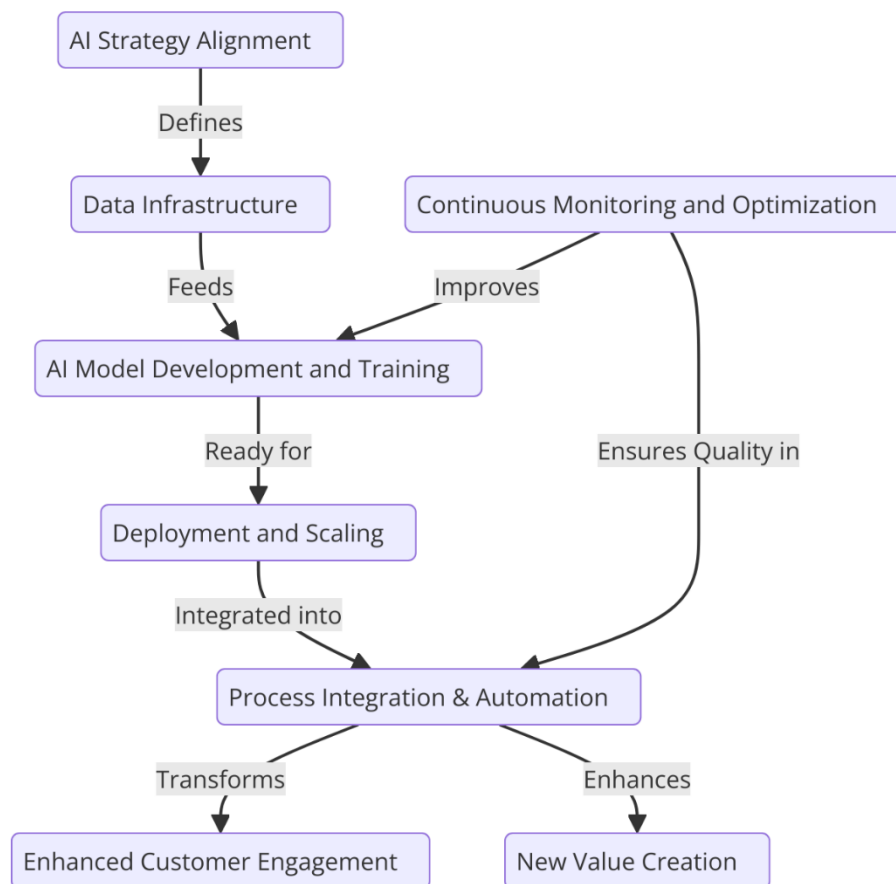 AI Strategy Alignment
Defines
Data Infrastructure
Continuous Monitoring and Optimization
Feeds
Improves
AI Model Development and Training
Ready for
Ensures Quality in
Deployment and Scaling
Integrated into
Process Integration & Automation
Transforms
Enhances
Enhanced Customer Engagement
New Value Creation